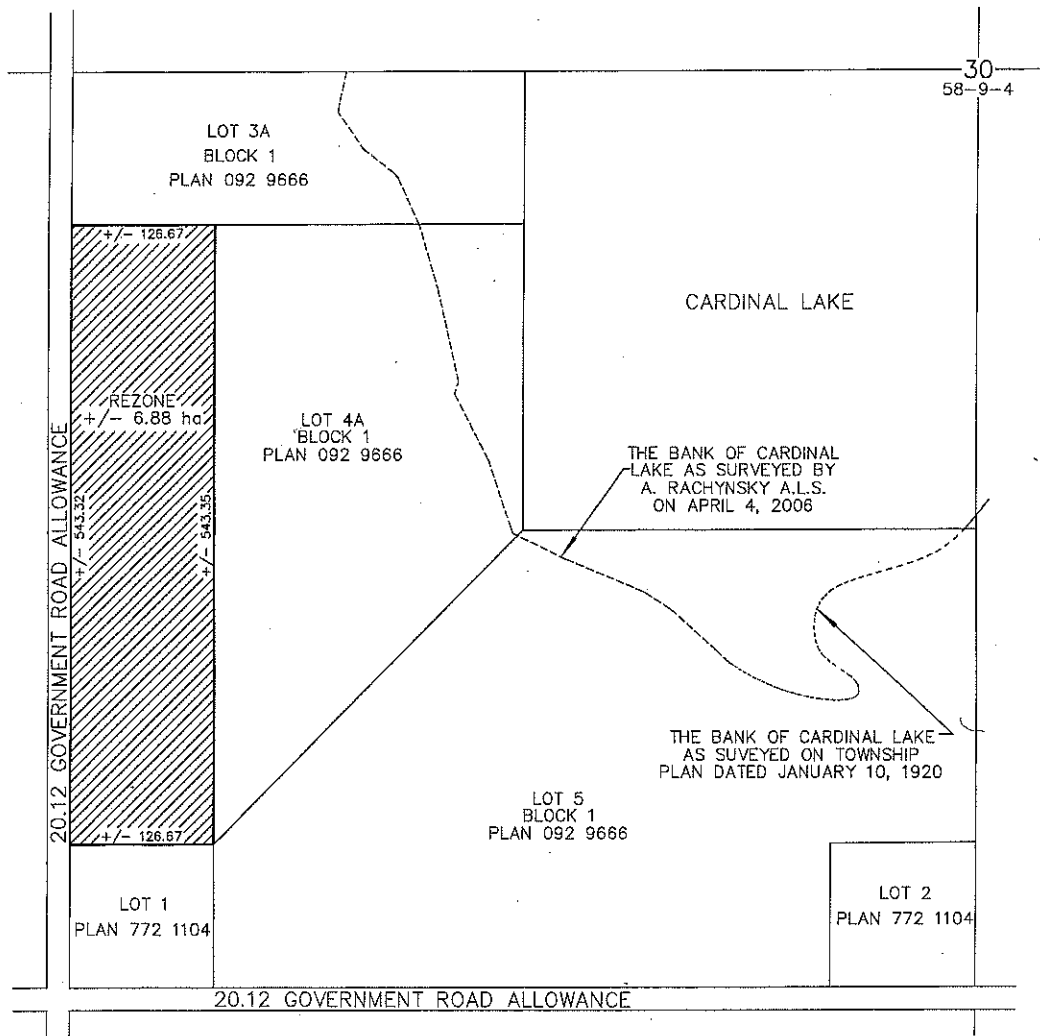 30
58-9-4
LOT 3A
BLOCK 1
PLAN 092 9666
+/- 126.67
CARDINAL LAKE
REZONE
+/- 6.88 ha
LOT 4A
BLOCK 1
PLAN 092 9666
THE BANK OF CARDINAL
LAKE AS SURVEYED BY
A. RACHYNSKY A.L.S.
ON APRIL 4, 2006
20.12 GOVERNMENT ROAD ALLOWANCE
+/- 543.32
+/- 543.35
THE BANK OF CARDINAL LAKE
AS SUVEYED ON TOWNSHIP
PLAN DATED JANUARY 10, 1920
LOT 5
BLOCK 1
PLAN 092 9666
+/- 126.67
LOT 1
PLAN 772 1104
LOT 2
PLAN 772 1104
20.12 GOVERNMENT ROAD ALLOWANCE